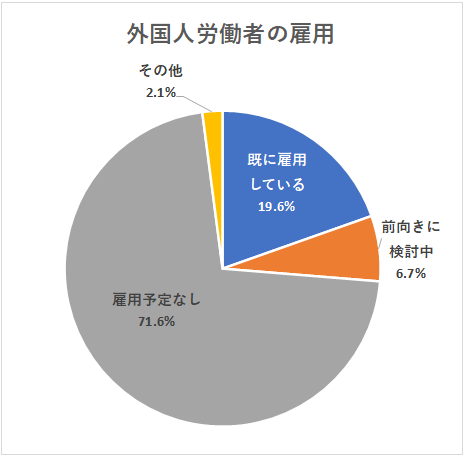 外国人労働者の雇用
その他
2.1%
既に雇用
している
19.6%
前向きに
検討中
6.7%
雇用予定なし
71.6%